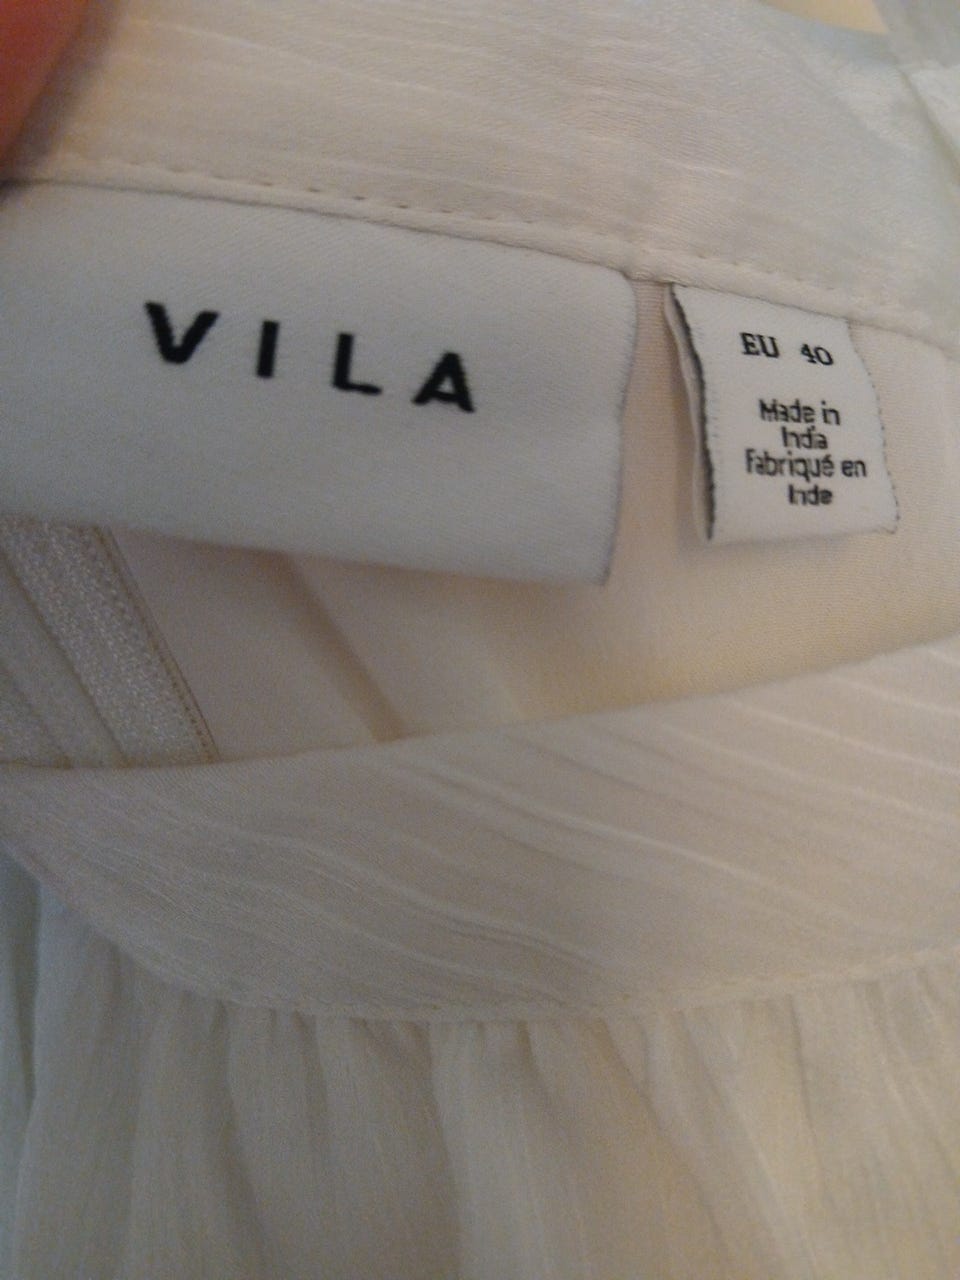 VILA
EU 40
Made in
India
Fabriqué en
Inde